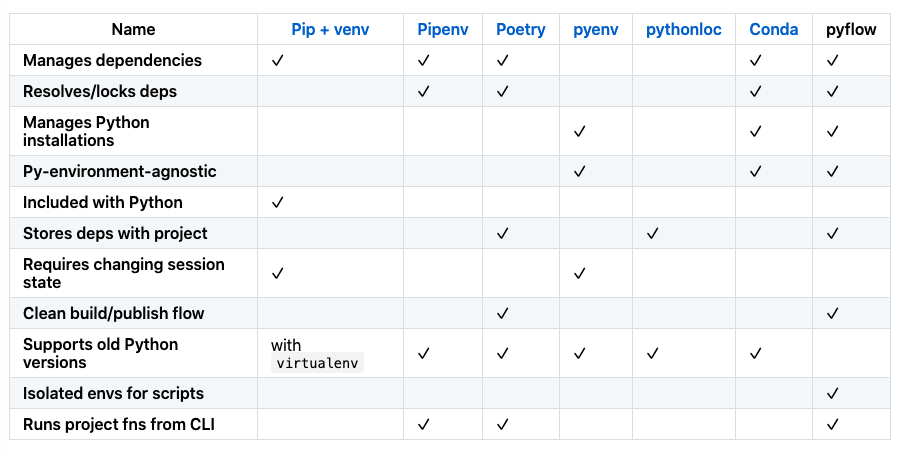 Name Pip + venv Pipenv Poetry pyenv pythonloc Conda pyflow
Manages dependencies ✓ ✓ ✓ ✓ ✓
Resolves/locks deps ✓ ✓ ✓ ✓
Manages Python
installations ✓ ✓ ✓
Py-environment-agnostic ✓ ✓ ✓
Included with Python ✓
Stores deps with project ✓ ✓ ✓
Requires changing session
state ✓ ✓
Clean build/publish flow ✓ ✓
Supports old Python
versions with
virtualenv ✓ ✓ ✓ ✓ ✓
Isolated envs for scripts ✓
Runs project fns from CLI ✓ ✓ ✓